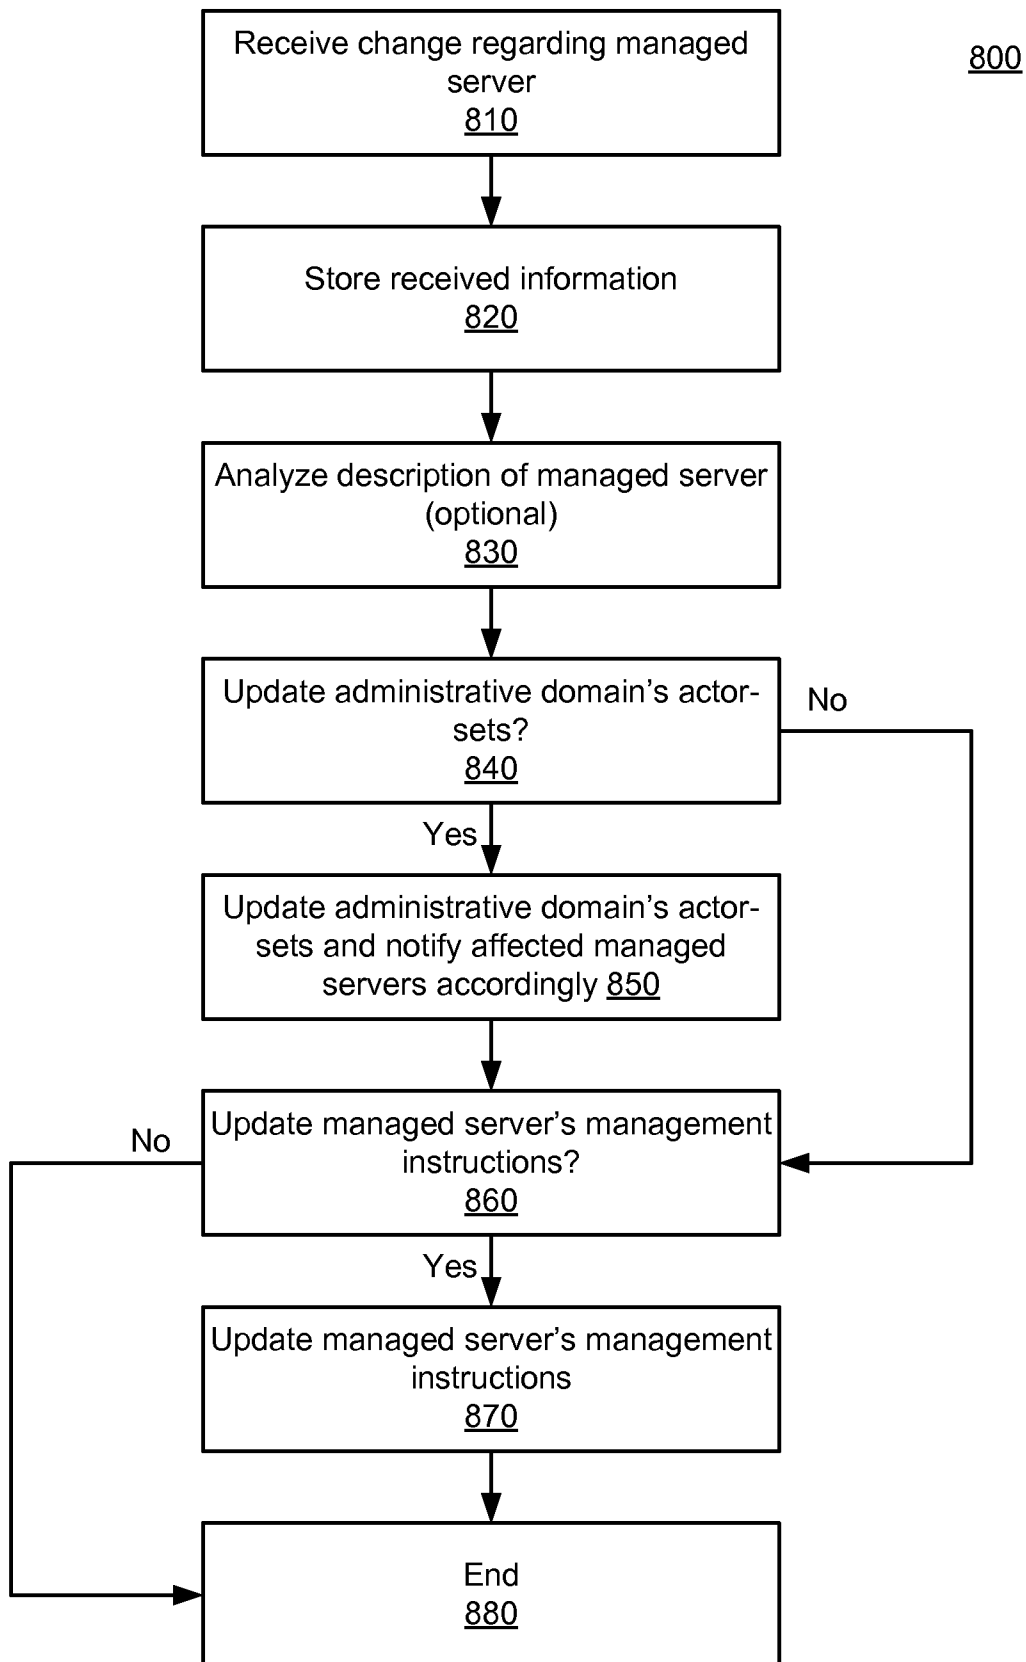 Receive change regarding managed
server
810
800
Store received information
820
Analyze description of managed server
(optional)
830
Update administrative domain’s actor-
sets?
840
No
Yes
Update administrative domain’s actor-
sets and notify affected managed
servers accordingly 850
Update managed server’s management
instructions?
860
No
Yes
Update managed server’s management
instructions
870
End
880